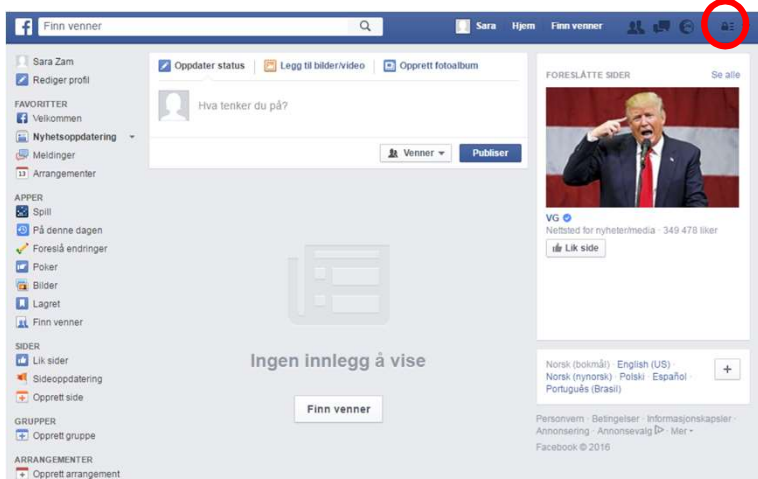 Finn venner
Sara Hjem Finn venner
Sara Zam
Rediger profil
FAVORITTER
Velkommen
Nyhetsoppdatering
Meldinger
13 Arrangementer
APPER
Spill
På denne dagen
Foreslå endringer
Poker
Bilder
Lagret
Finn venner
SIDER
Lik sider
Sideoppdatering
Opprett side
GRUPPER
Opprett gruppe
ARRANGEMENTER
Opprett arrangement
Oppdater status Legg til bilder/video Opprett fotoalbum
Hva tenker du på?
Venner Publiser
Ingen innlegg å vise
Finn venner
FORESLÅTTE SIDER Se alle
VG
Nettsted for nyheter/media · 349 478 liker
Lik side
Norsk (bokmål) · English (US) ·
Norsk (nynorsk) · Polski · Español ·
Português (Brasil)
Personvern · Betingelser · Informasjonskapsler ·
Annonsering · Annonsevalg · Mer
Facebook © 2016